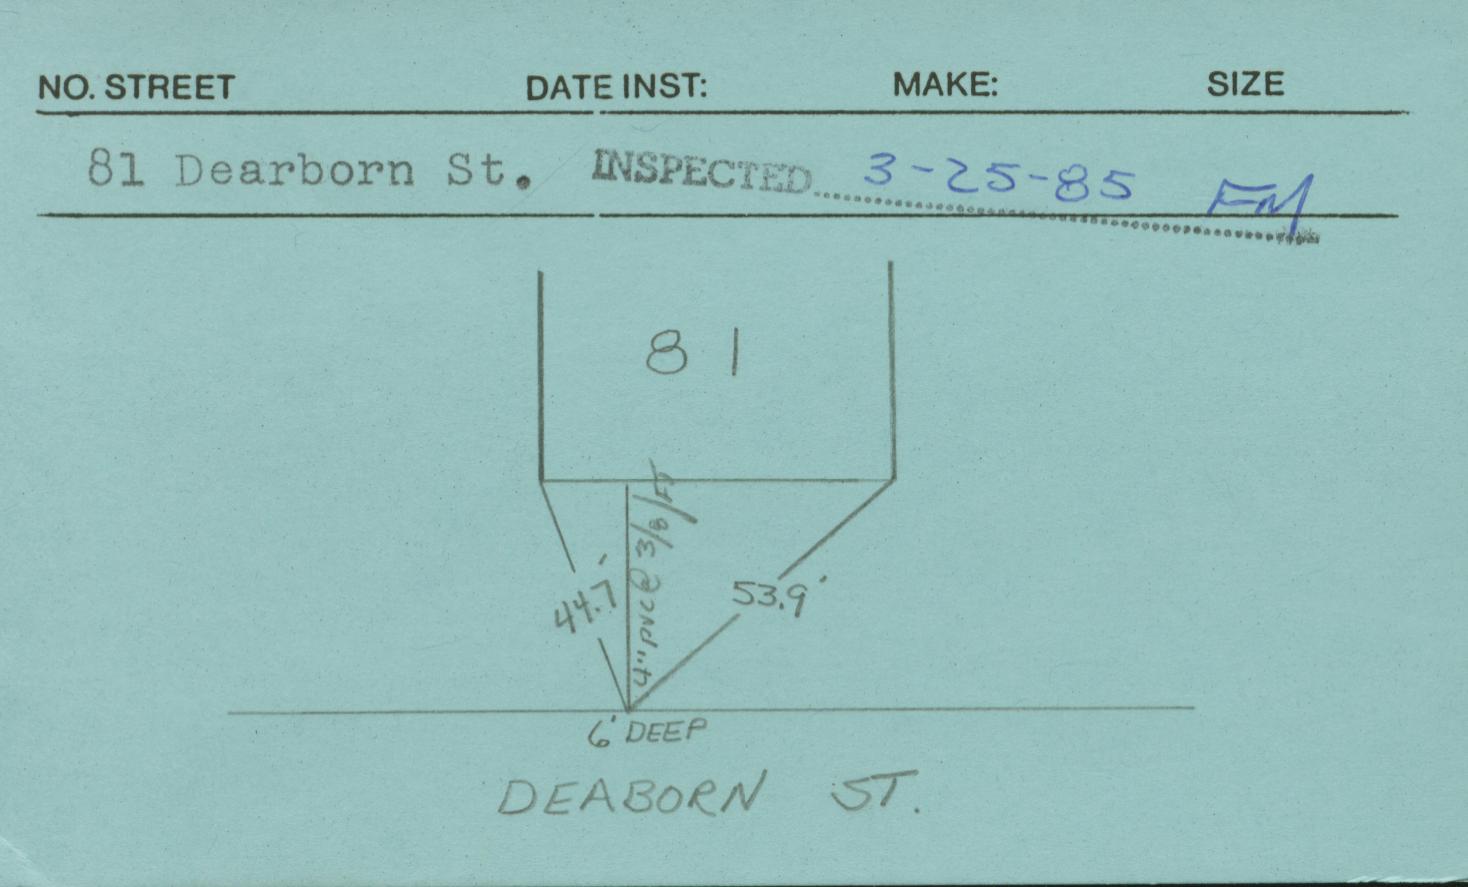 NO. STREET DATE INST: MAKE: SIZE
81 Dearborn St. INSPECTED 3-25-85 FM
81
4" PVC @ 3/8/FT
44.7'
53.9'
6' DEEP
DEABORN ST.